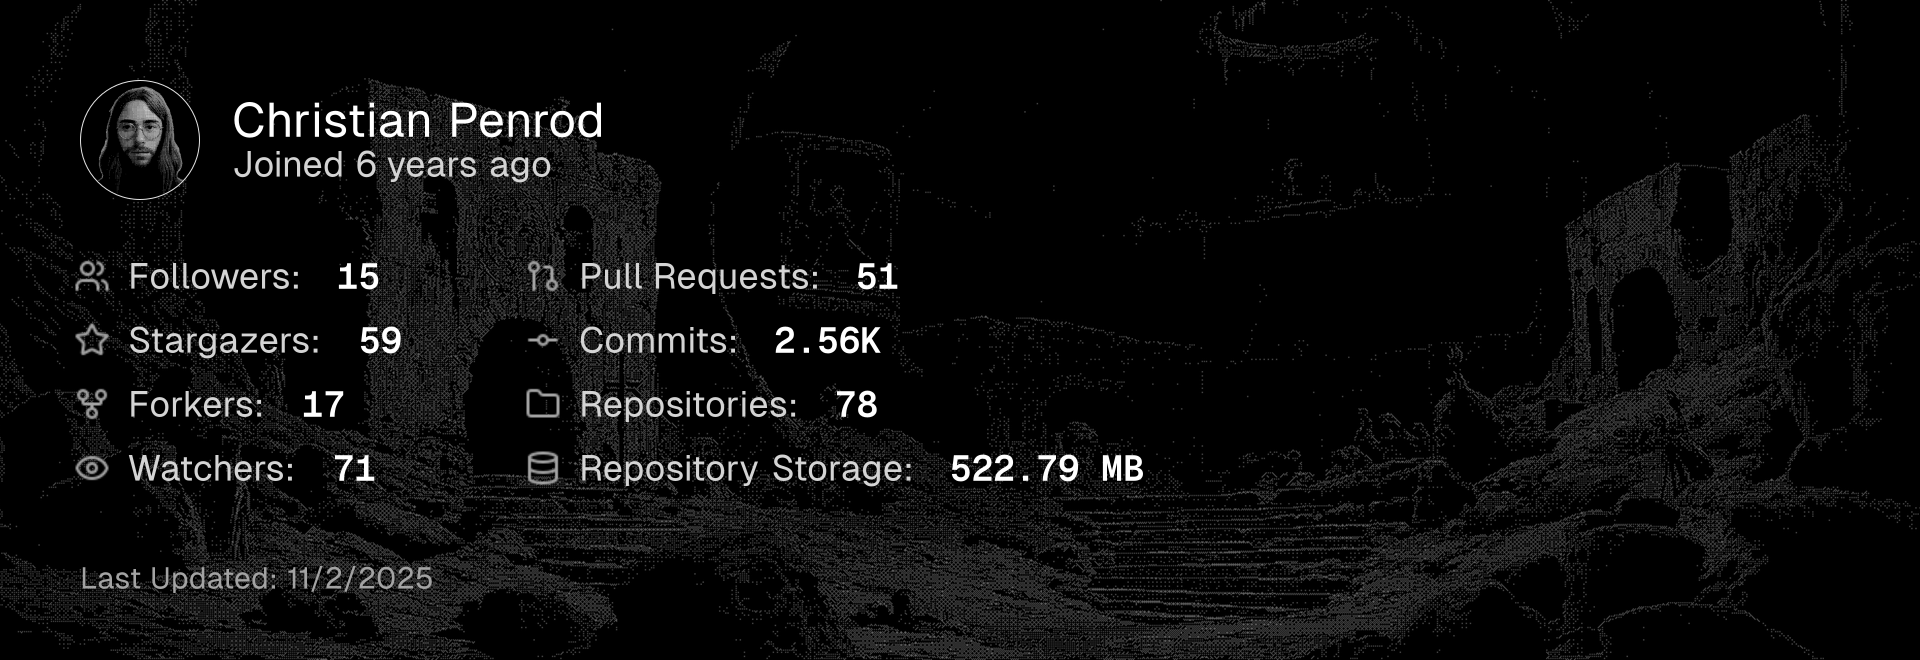 Christian Penrod
Joined 6 years ago
Followers: 15
Stargazers: 59
Forkers: 17
Watchers: 71
Pull Requests: 51
Commits: 2.56K
Repositories: 78
Repository Storage: 522.79 MB
Last Updated: 11/2/2025